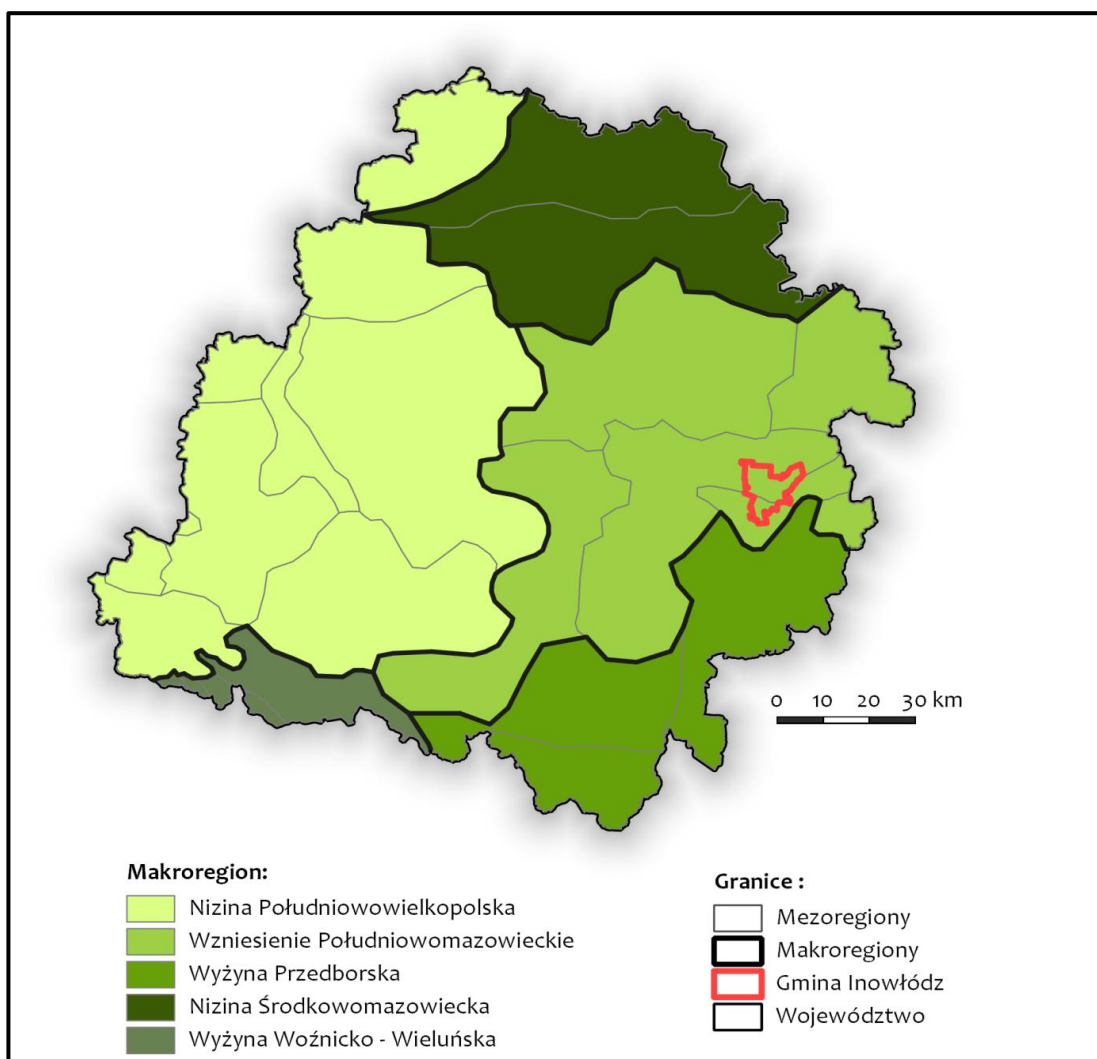 0 10 20 30 km
Makroregion:
Nizina Południowowielkopolska
Wzniesienie Południowomazowieckie
Wyżyna Przedborska
Nizina Środkowomazowiecka
Wyżyna Woźnicko - Wieluńska
Granice :
Mezoregiony
Makroregiony
Gmina Inowłódz
Województwo